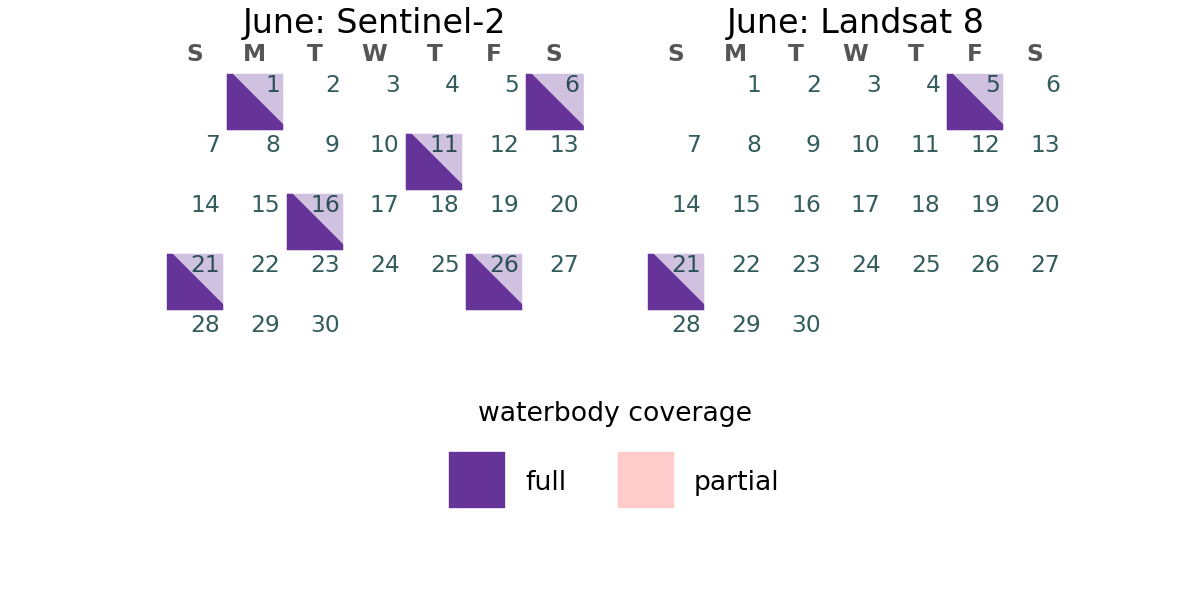 June: Sentinel-2
S M T W T F S
1 2 3 4 5 6
7 8 9 10 11 12 13
14 15 16 17 18 19 20
21 22 23 24 25 26 27
28 29 30
June: Landsat 8
S M T W T F S
1 2 3 4 5 6
7 8 9 10 11 12 13
14 15 16 17 18 19 20
21 22 23 24 25 26 27
28 29 30
waterbody coverage
full
partial